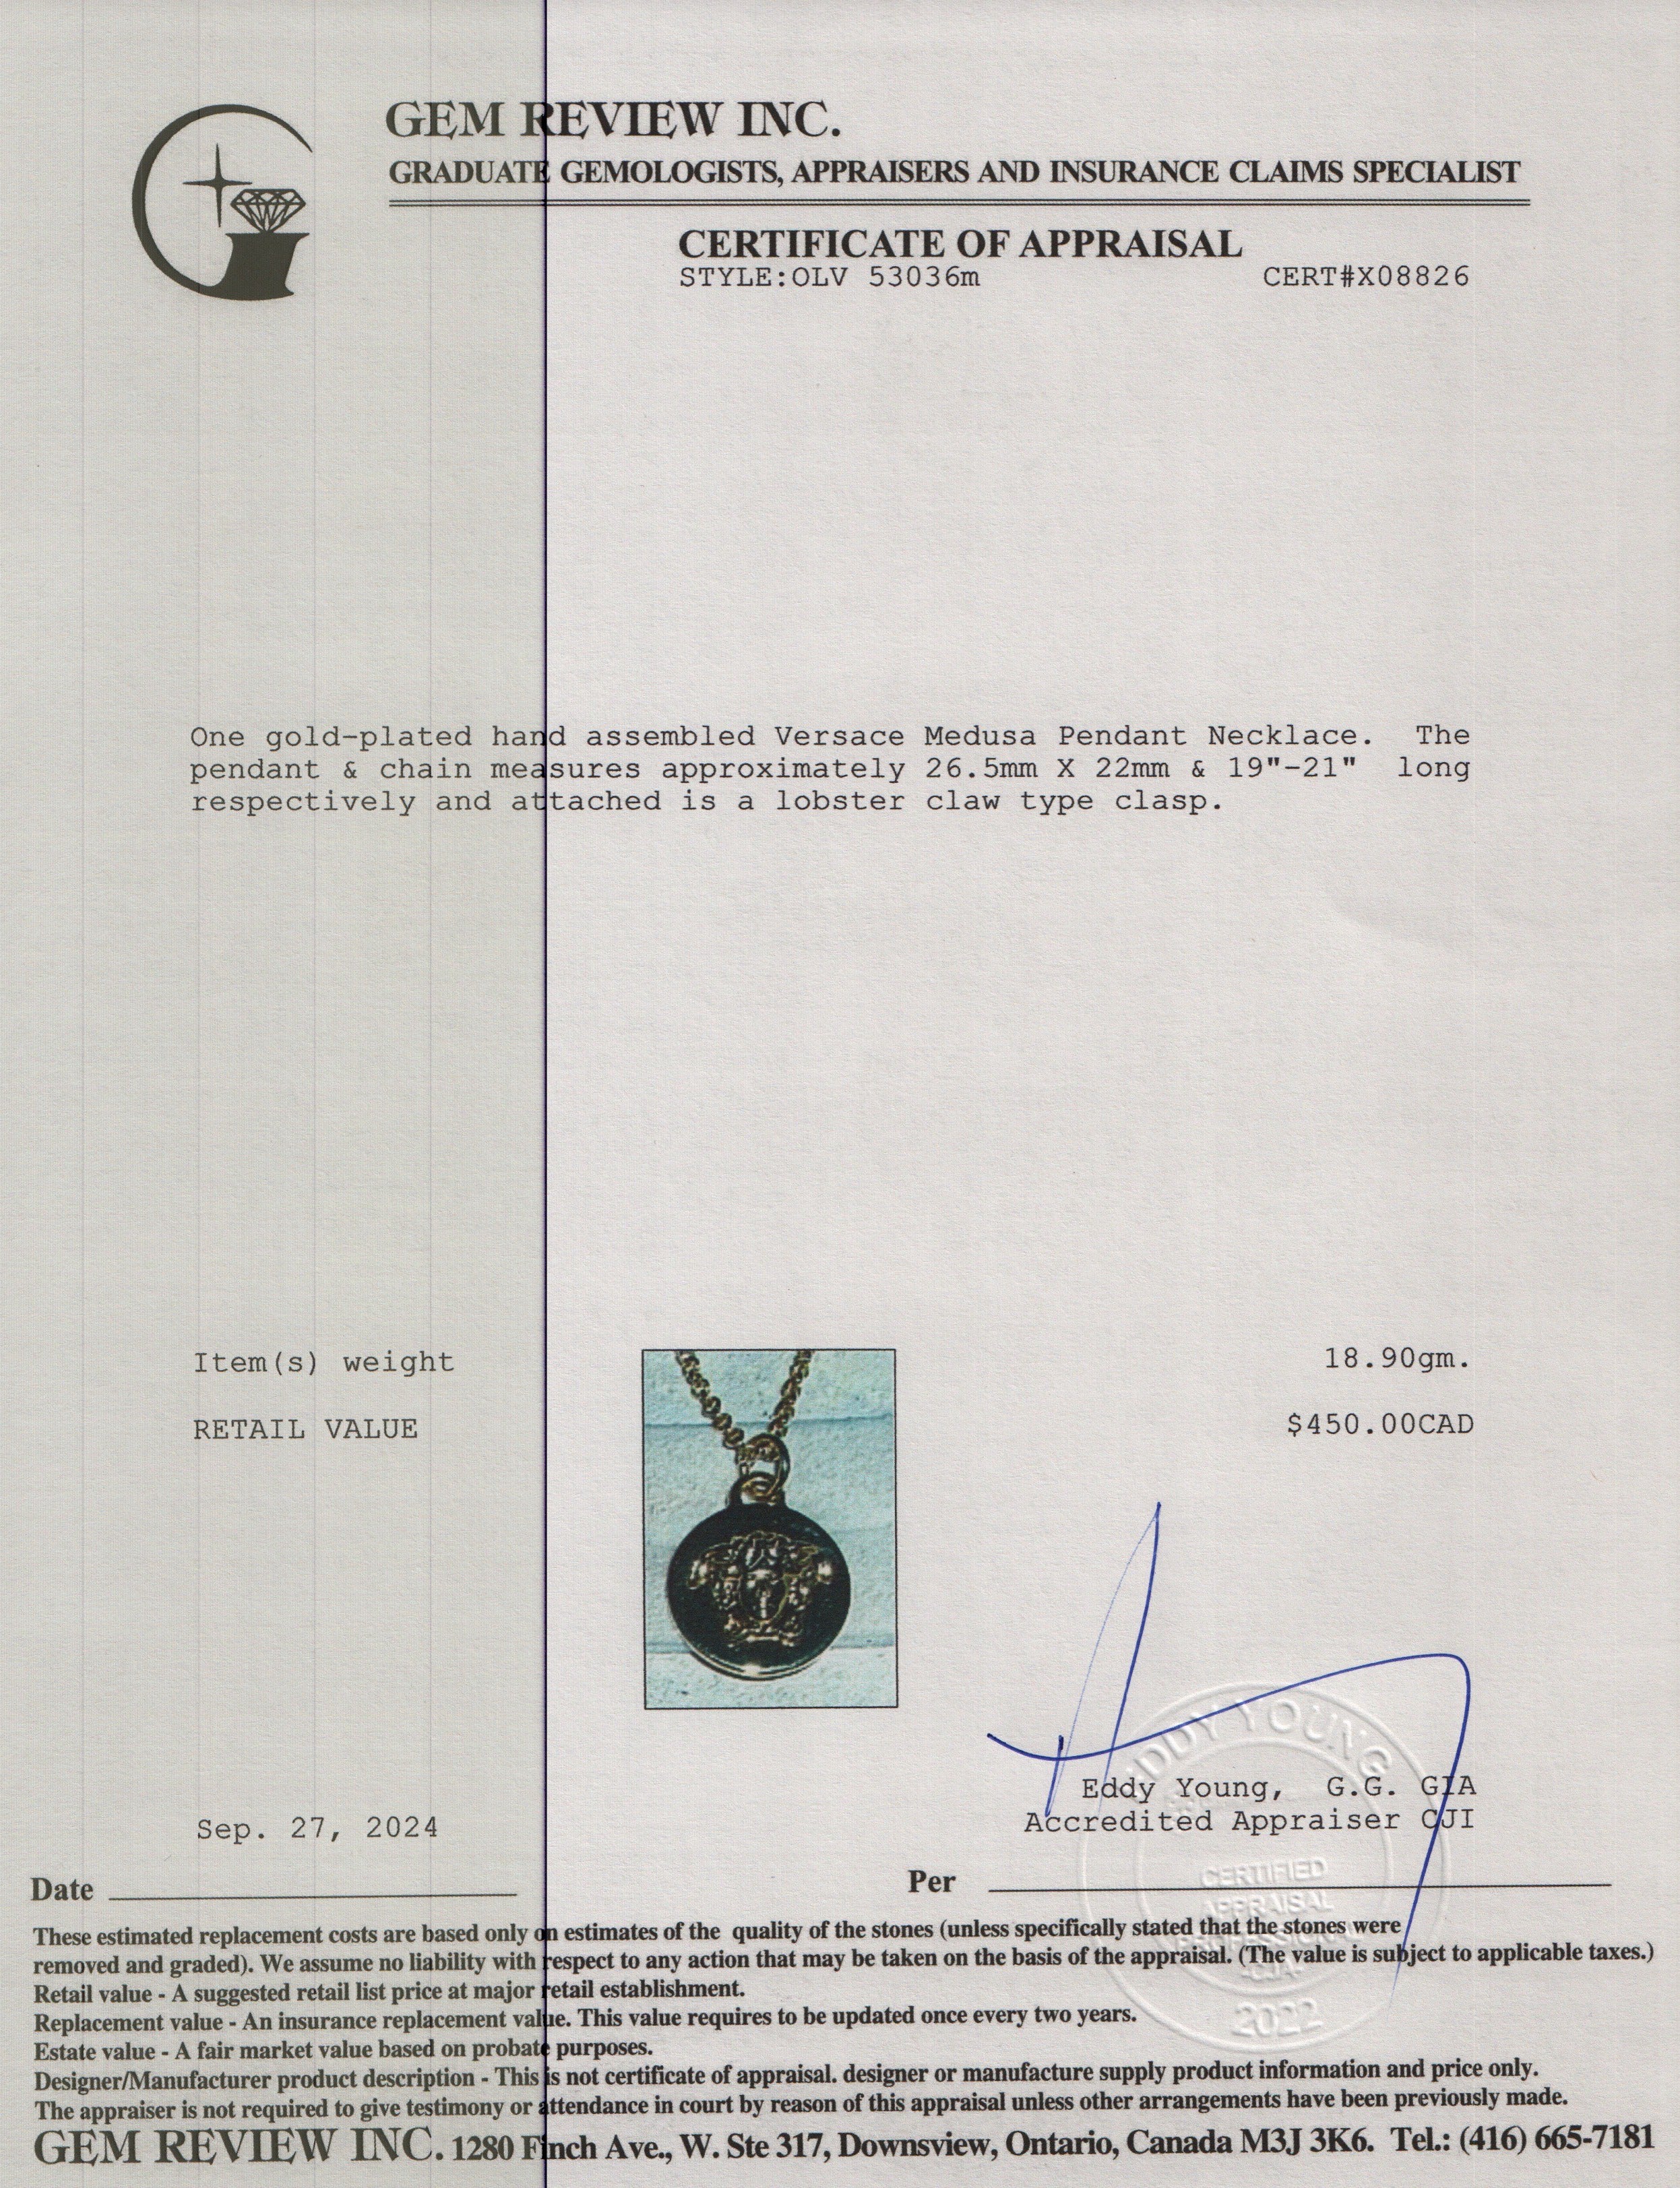 GEM REVIEW INC.
GRADUATE GEMOLOGISTS, APPRAISERS AND INSURANCE CLAIMS SPECIALIST
CERTIFICATE OF APPRAISAL
STYLE:OLV 53036m CERT#X08826
One gold-plated hand assembled Versace Medusa Pendant Necklace. The
pendant & chain measures approximately 26.5mm X 22mm & 19"-21" long
respectively and attached is a lobster claw type clasp.
Item(s) weight 18.90gm.
RETAIL VALUE $450.00CAD
EDDY YOUNG
Eddy Young, G.G. GIA
Accredited Appraiser CJI
Sep. 27, 2024
CERTIFIED
APPRAISAL
Date Per
These estimated replacement costs are based only on estimates of the quality of the stones (unless specifically stated that the stones were
removed and graded). We assume no liability with respect to any action that may be taken on the basis of the appraisal. (The value is subject to applicable taxes.)
Retail value - A suggested retail list price at major retail establishment.
Replacement value - An insurance replacement value. This value requires to be updated once every two years.
2022
Estate value - A fair market value based on probate purposes.
Designer/Manufacturer product description - This is not certificate of appraisal. designer or manufacture supply product information and price only.
The appraiser is not required to give testimony or attendance in court by reason of this appraisal unless other arrangements have been previously made.
GEM REVIEW INC. 1280 Finch Ave., W. Ste 317, Downsview, Ontario, Canada M3J 3K6. Tel.: (416) 665-7181